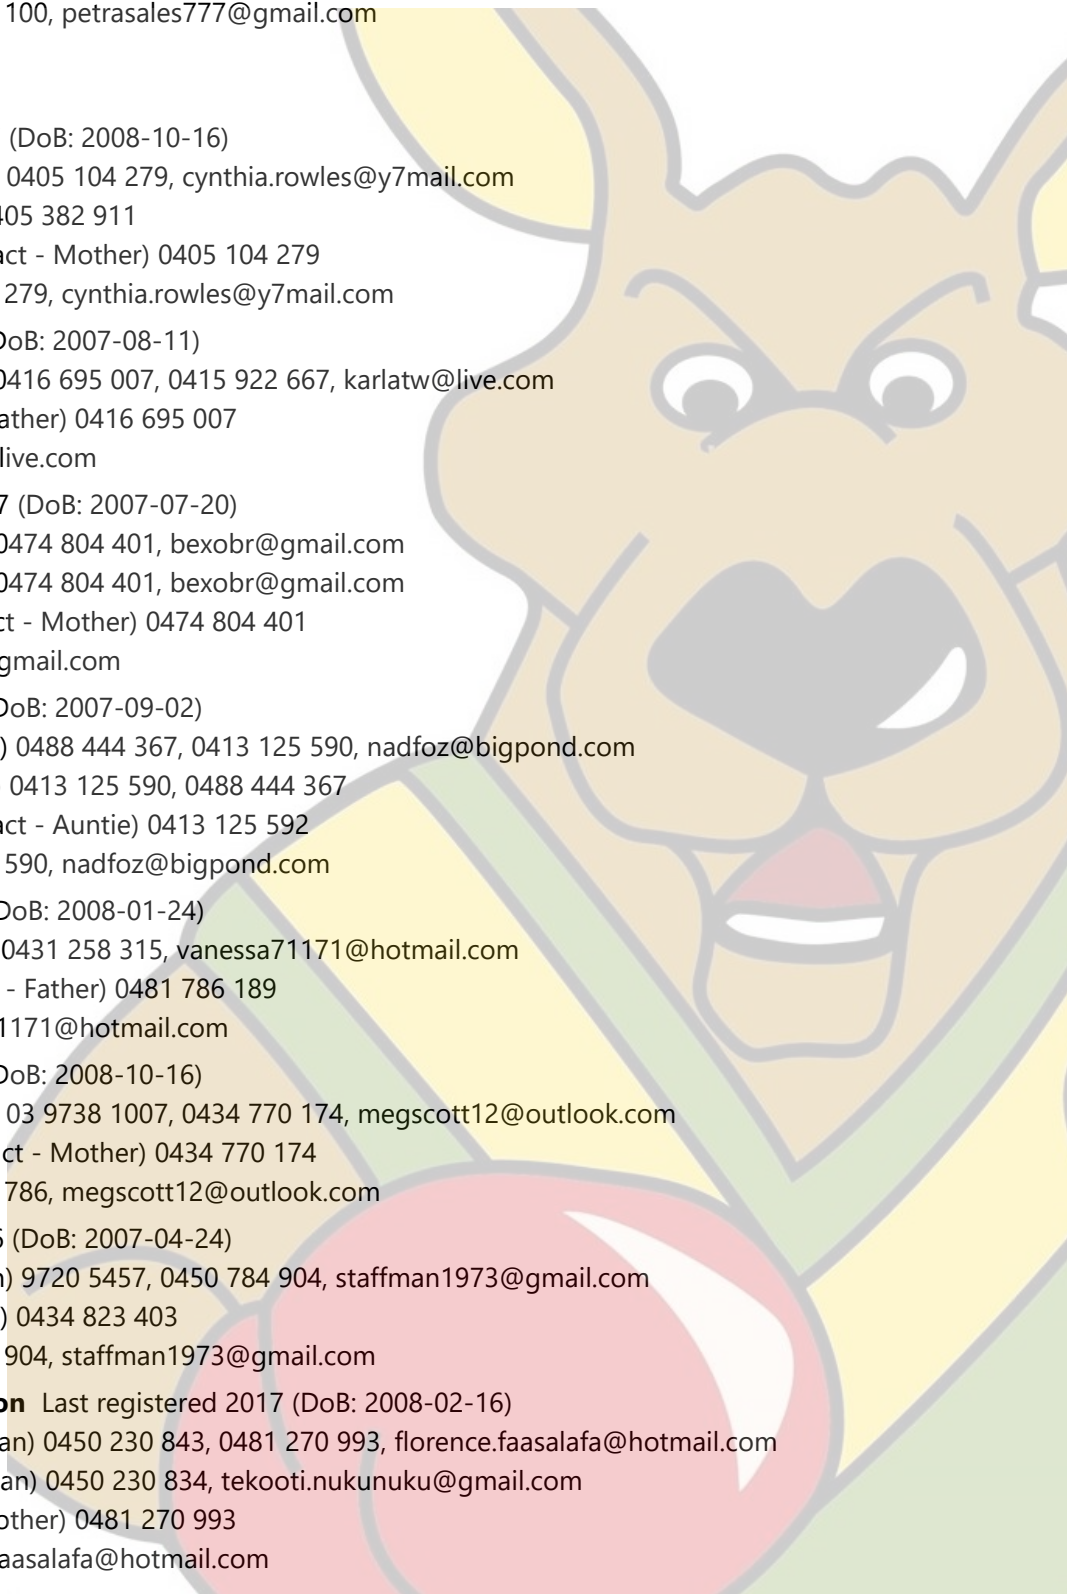 100, petrasales777@gmail.com
(DoB: 2008-10-16)
0405 104 279, cynthia.rowles@y7mail.com
405 382 911
act - Mother) 0405 104 279
279, cynthia.rowles@y7mail.com
DoB: 2007-08-11)
0416 695 007, 0415 922 667, karlatw@live.com
ather) 0416 695 007
live.com
7 (DoB: 2007-07-20)
0474 804 401, bexobr@gmail.com
0474 804 401, bexobr@gmail.com
ct - Mother) 0474 804 401
gmail.com
DoB: 2007-09-02)
) 0488 444 367, 0413 125 590, nadfoz@bigpond.com
0413 125 590, 0488 444 367
act - Auntie) 0413 125 592
590, nadfoz@bigpond.com
DoB: 2008-01-24)
0431 258 315, vanessa71171@hotmail.com
- Father) 0481 786 189
1171@hotmail.com
DoB: 2008-10-16)
03 9738 1007, 0434 770 174, megscott12@outlook.com
ct - Mother) 0434 770 174
786, megscott12@outlook.com
(DoB: 2007-04-24)
) 9720 5457, 0450 784 904, staffman1973@gmail.com
) 0434 823 403
904, staffman1973@gmail.com
on Last registered 2017 (DoB: 2008-02-16)
an) 0450 230 843, 0481 270 993, florence.faasalafa@hotmail.com
an) 0450 230 834, tekooti.nukunuku@gmail.com
other) 0481 270 993
aasalafa@hotmail.com